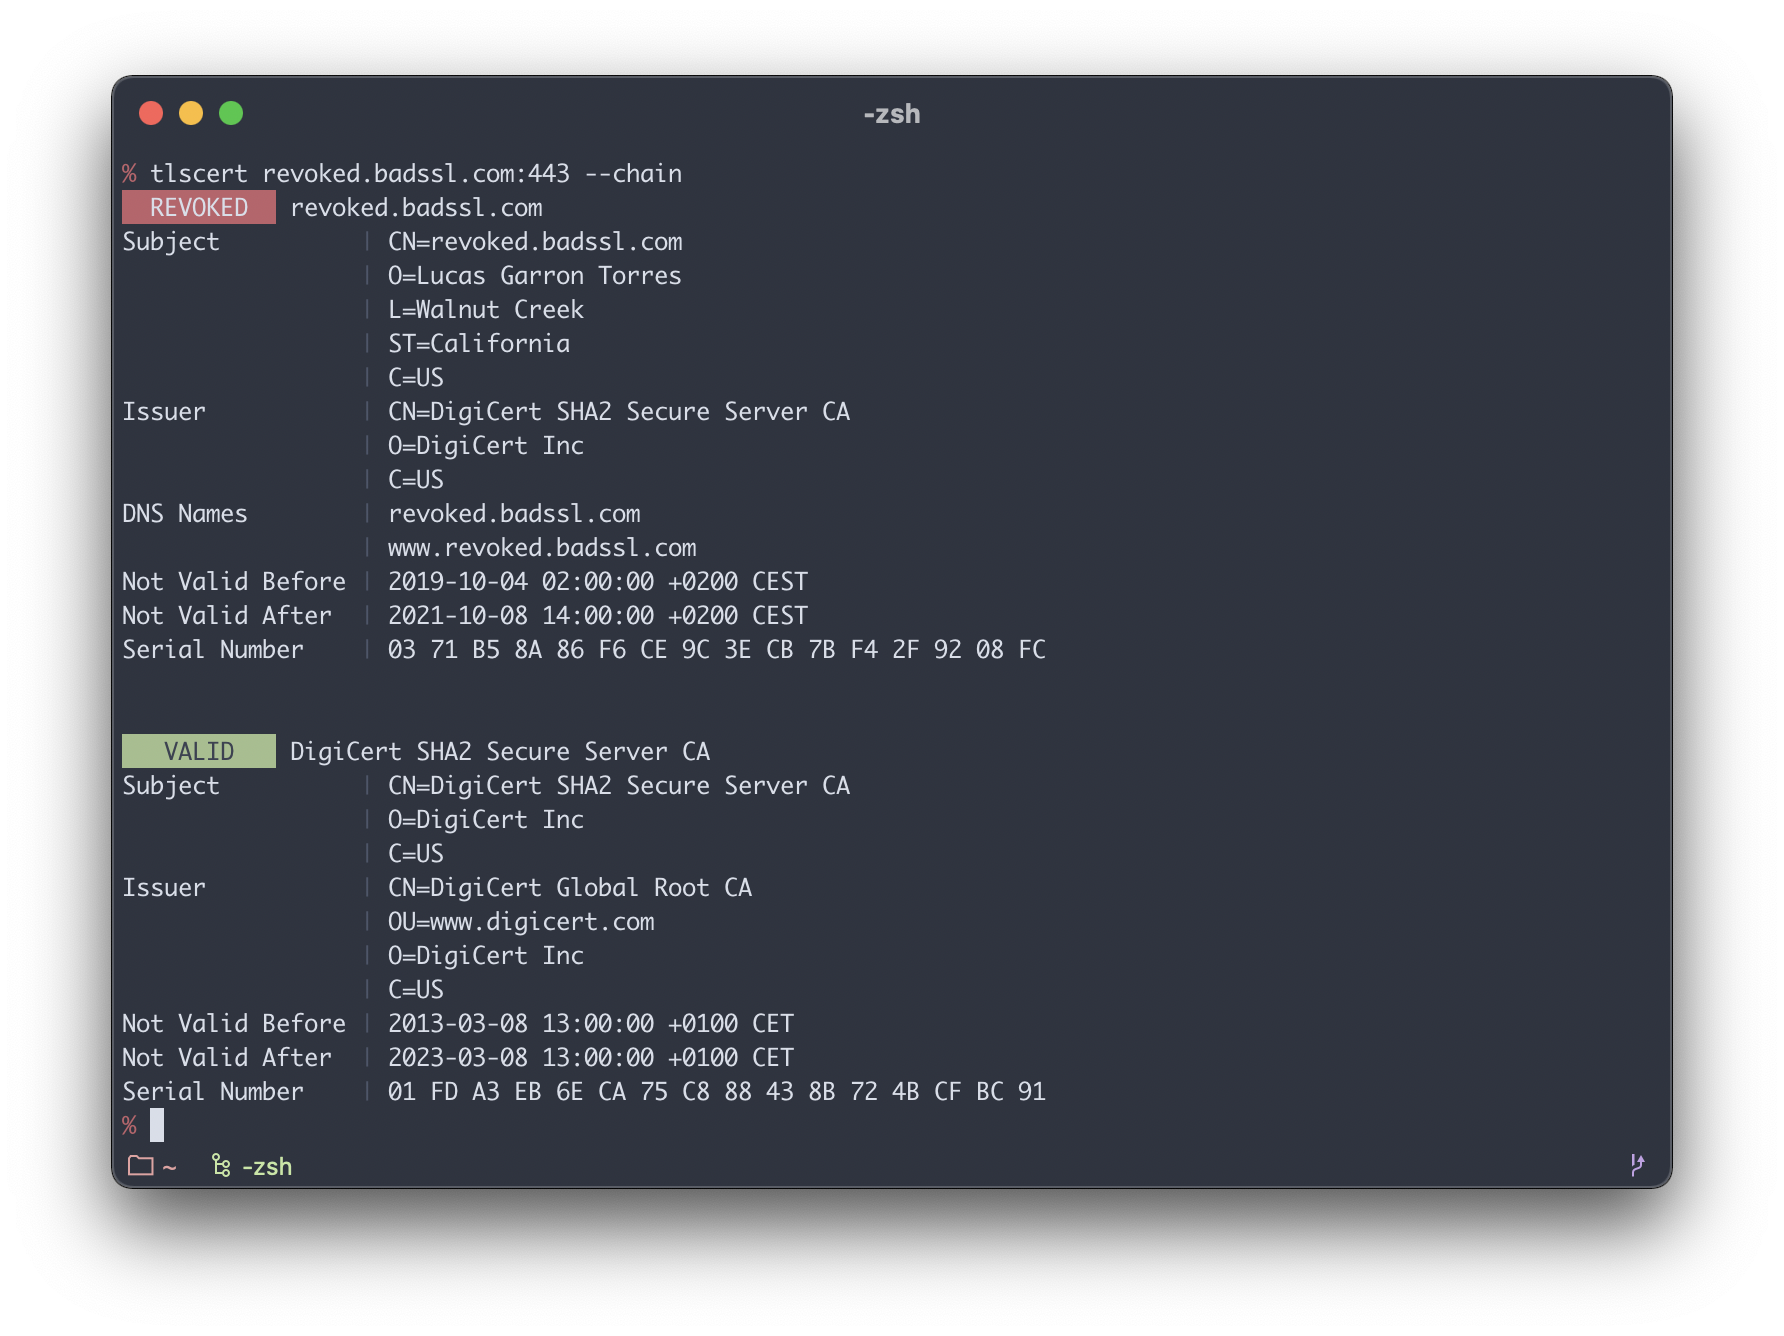 -zsh
% tlscert revoked.badssl.com:443 --chain
REVOKED revoked.badssl.com
Subject | CN=revoked.badssl.com
| O=Lucas Garron Torres
| L=Walnut Creek
| ST=California
| C=US
Issuer | CN=DigiCert SHA2 Secure Server CA
| O=DigiCert Inc
| C=US
DNS Names | revoked.badssl.com
| www.revoked.badssl.com
Not Valid Before | 2019-10-04 02:00:00 +0200 CEST
Not Valid After | 2021-10-08 14:00:00 +0200 CEST
Serial Number | 03 71 B5 8A 86 F6 CE 9C 3E CB 7B F4 2F 92 08 FC
VALID DigiCert SHA2 Secure Server CA
Subject | CN=DigiCert SHA2 Secure Server CA
| O=DigiCert Inc
| C=US
Issuer | CN=DigiCert Global Root CA
| OU=www.digicert.com
| O=DigiCert Inc
| C=US
Not Valid Before | 2013-03-08 13:00:00 +0100 CET
Not Valid After | 2023-03-08 13:00:00 +0100 CET
Serial Number | 01 FD A3 EB 6E CA 75 C8 88 43 8B 72 4B CF BC 91
%
~ -zsh